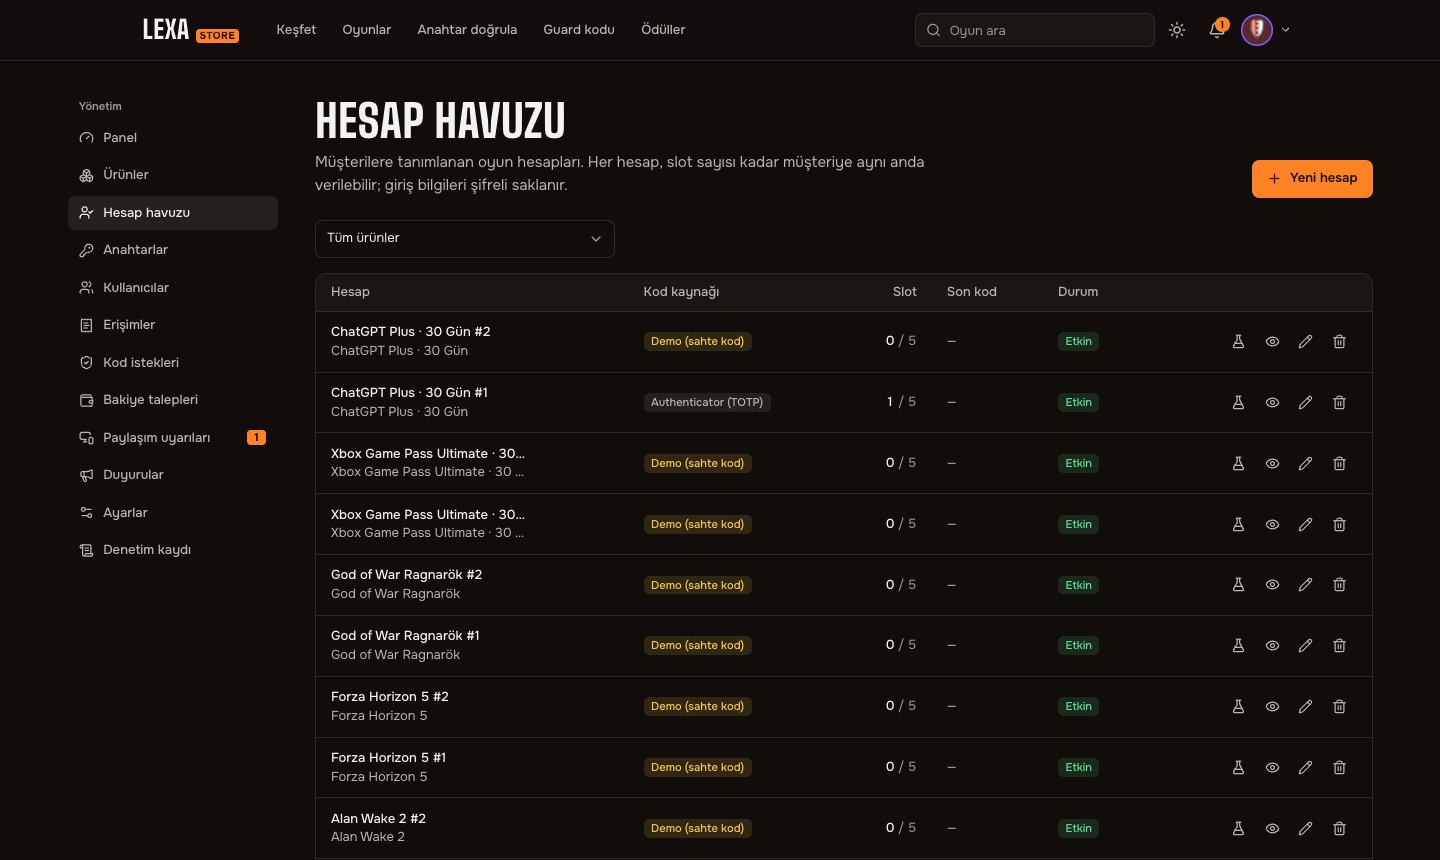 LEXA STORE
Keşfet Oyunlar Anahtar doğrula Guard kodu Ödüller
Oyun ara
1
Yönetim
Panel
Ürünler
Hesap havuzu
Anahtarlar
Kullanıcılar
Erişimler
Kod istekleri
Bakiye talepleri
Paylaşım uyarıları 1
Duyurular
Ayarlar
Denetim kaydı
HESAP HAVUZU
Müşterilere tanımlanan oyun hesapları. Her hesap, slot sayısı kadar müşteriye aynı anda
verilebilir; giriş bilgileri şifreli saklanır.
Yeni hesap
Tüm ürünler
Hesap Kod kaynağı Slot Son kod Durum
ChatGPT Plus · 30 Gün #2
ChatGPT Plus · 30 Gün
Demo (sahte kod) 0 / 5 — Etkin
ChatGPT Plus · 30 Gün #1
ChatGPT Plus · 30 Gün
Authenticator (TOTP) 1 / 5 — Etkin
Xbox Game Pass Ultimate · 30...
Xbox Game Pass Ultimate · 30 ...
Demo (sahte kod) 0 / 5 — Etkin
Xbox Game Pass Ultimate · 30...
Xbox Game Pass Ultimate · 30 ...
Demo (sahte kod) 0 / 5 — Etkin
God of War Ragnarök #2
God of War Ragnarök
Demo (sahte kod) 0 / 5 — Etkin
God of War Ragnarök #1
God of War Ragnarök
Demo (sahte kod) 0 / 5 — Etkin
Forza Horizon 5 #2
Forza Horizon 5
Demo (sahte kod) 0 / 5 — Etkin
Forza Horizon 5 #1
Forza Horizon 5
Demo (sahte kod) 0 / 5 — Etkin
Alan Wake 2 #2
Alan Wake 2
Demo (sahte kod) 0 / 5 — Etkin